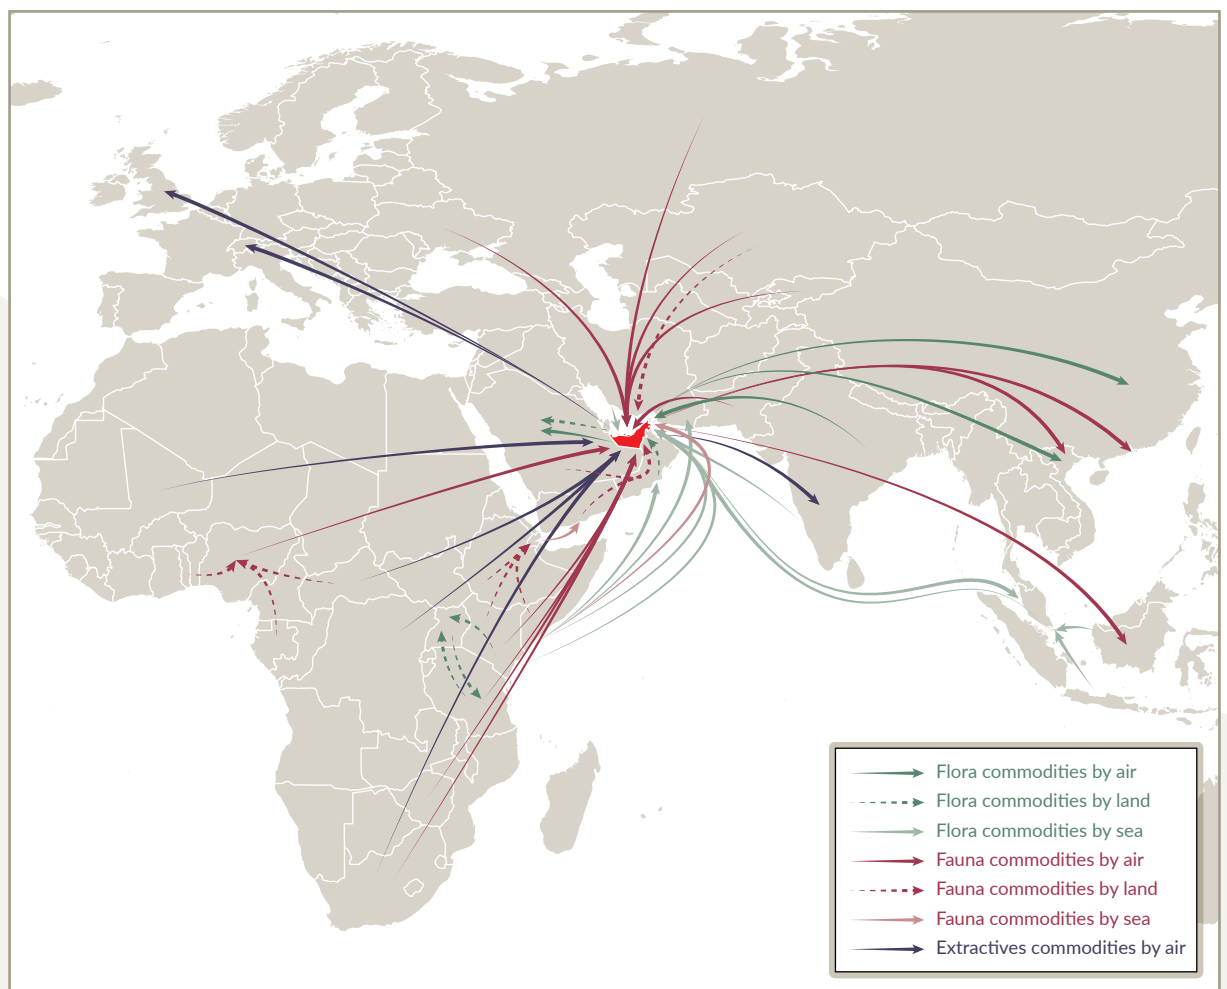 Flora commodities by air
Flora commodities by land
Flora commodities by sea
Fauna commodities by air
Fauna commodities by land
Fauna commodities by sea
Extractives commodities by air